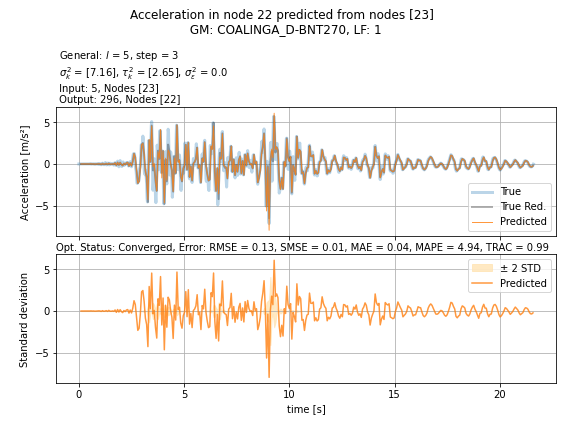 Acceleration in node 22 predicted from nodes [23]
GM: COALINGA_D-BNT270, LF: 1
General: l = 5, step = 3
σ²ₖ = [7.16], τ²ₖ = [2.65], σ²ε = 0.0
Input: 5, Nodes [23]
Output: 296, Nodes [22]
Acceleration [m/s²]
5
0
−5
True
True Red.
Predicted
Opt. Status: Converged, Error: RMSE = 0.13, SMSE = 0.01, MAE = 0.04, MAPE = 4.94, TRAC = 0.99
Standard deviation
5
0
−5
± 2 STD
Predicted
0 5 10 15 20
time [s]